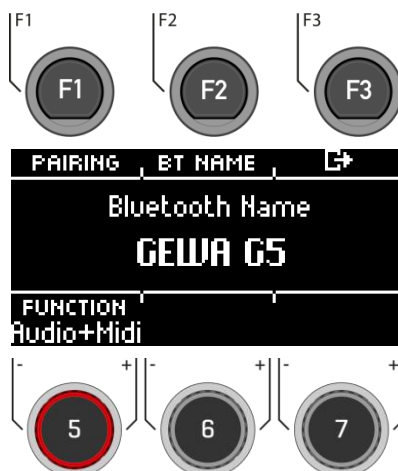 F1 F2 F3
F1 F2 F3
PAIRING BT NAME
Bluetooth Name
GEWA G5
FUNCTION
Audio+Midi
- + - + - +
5 6 7